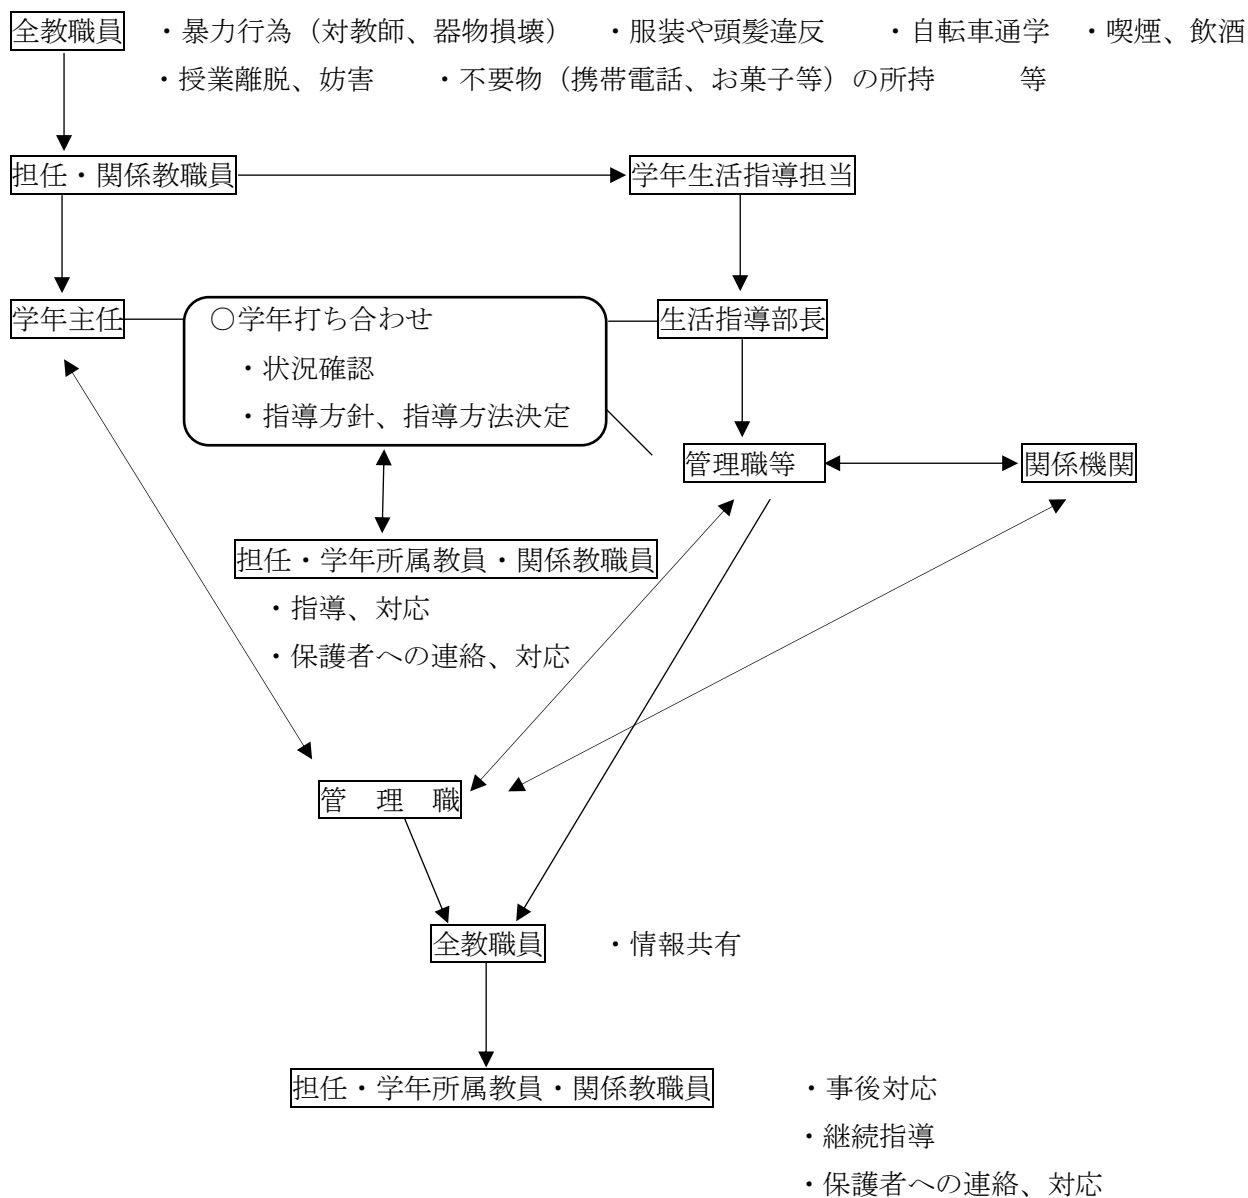 全教職員 ・暴力行為（対教師、器物損壊） ・服装や頭髪違反 ・自転車通学 ・喫煙、飲酒
・授業離脱、妨害 ・不要物（携帯電話、お菓子等）の所持 等
担任・関係教職員 学年生活指導担当
学年主任 ○学年打ち合わせ 生活指導部長
・状況確認
・指導方針、指導方法決定
管理職等 関係機関
担任・学年所属教員・関係教職員
・指導、対応
・保護者への連絡、対応
管　理　職
全教職員 ・情報共有
担任・学年所属教員・関係教職員 ・事後対応
・継続指導
・保護者への連絡、対応